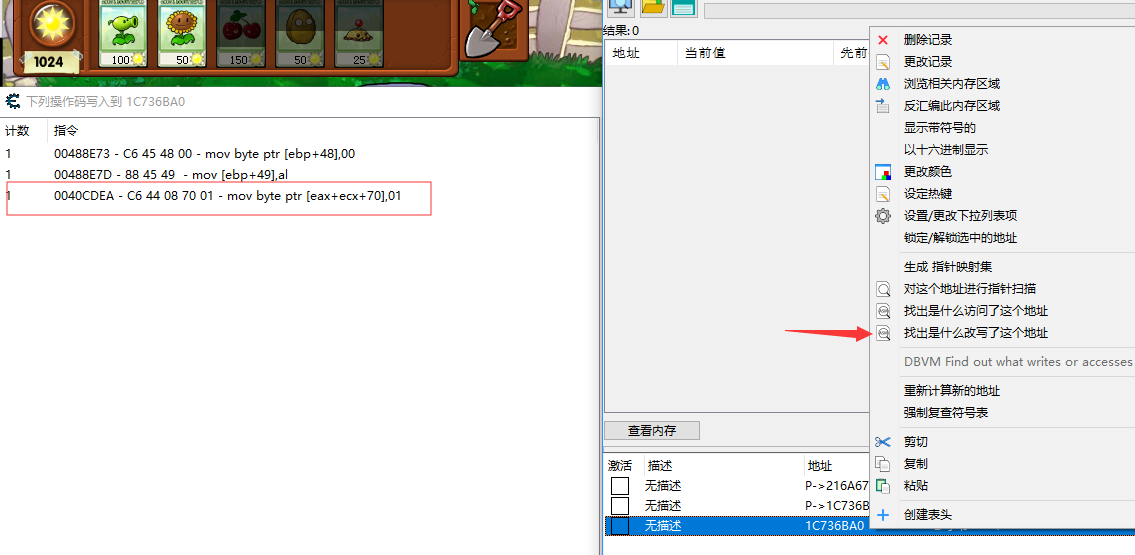 1024
100
50
150
50
25
下列操作码写入到 1C736BA0
计数 指令
1 00488E73 - C6 45 48 00 - mov byte ptr [ebp+48],00
1 00488E7D - 88 45 49 - mov [ebp+49],al
1 0040CDEA - C6 44 08 70 01 - mov byte ptr [eax+ecx+70],01
结果: 0
地址 当前值 先前
删除记录
更改记录
浏览相关内存区域
反汇编此内存区域
显示带符号的
以十六进制显示
更改颜色
设定热键
设置/更改下拉列表项
锁定/解锁选中的地址
生成 指针映射集
对这个地址进行指针扫描
找出是什么访问了这个地址
找出是什么改写了这个地址
DBVM Find out what writes or accesses
重新计算新的地址
强制复查符号表
剪切
复制
粘贴
创建表头
查看内存
激活 描述 地址
无描述 P->216A67
无描述 P->1C736B
无描述 1C736BA0